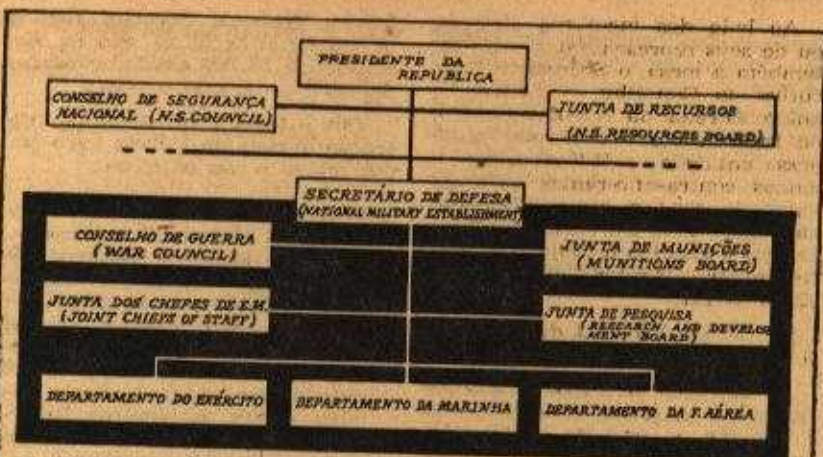 PRESIDENTE DA
REPUBLICA
CONSELHO DE SEGURANÇA
NACIONAL (N.S. COUNCIL)
JUNTA DE RECURSOS
(N.S. RESOURCES BOARD)
SECRETÁRIO DE DEFESA
(NATIONAL MILITARY ESTABLISHMENT)
CONSELHO DE GUERRA
(WAR COUNCIL)
JUNTA DE MUNIÇÕES
(MUNITIONS BOARD)
JUNTA DOS CHEFES DE E.M.
(JOINT CHIEFS OF STAFF)
JUNTA DE PESQUISA
(RESEARCH AND DEVELOP
MENT BOARD)
DEPARTAMENTO DO EXÉRCITO
DEPARTAMENTO DA MARINHA
DEPARTAMENTO DA F. AÉREA